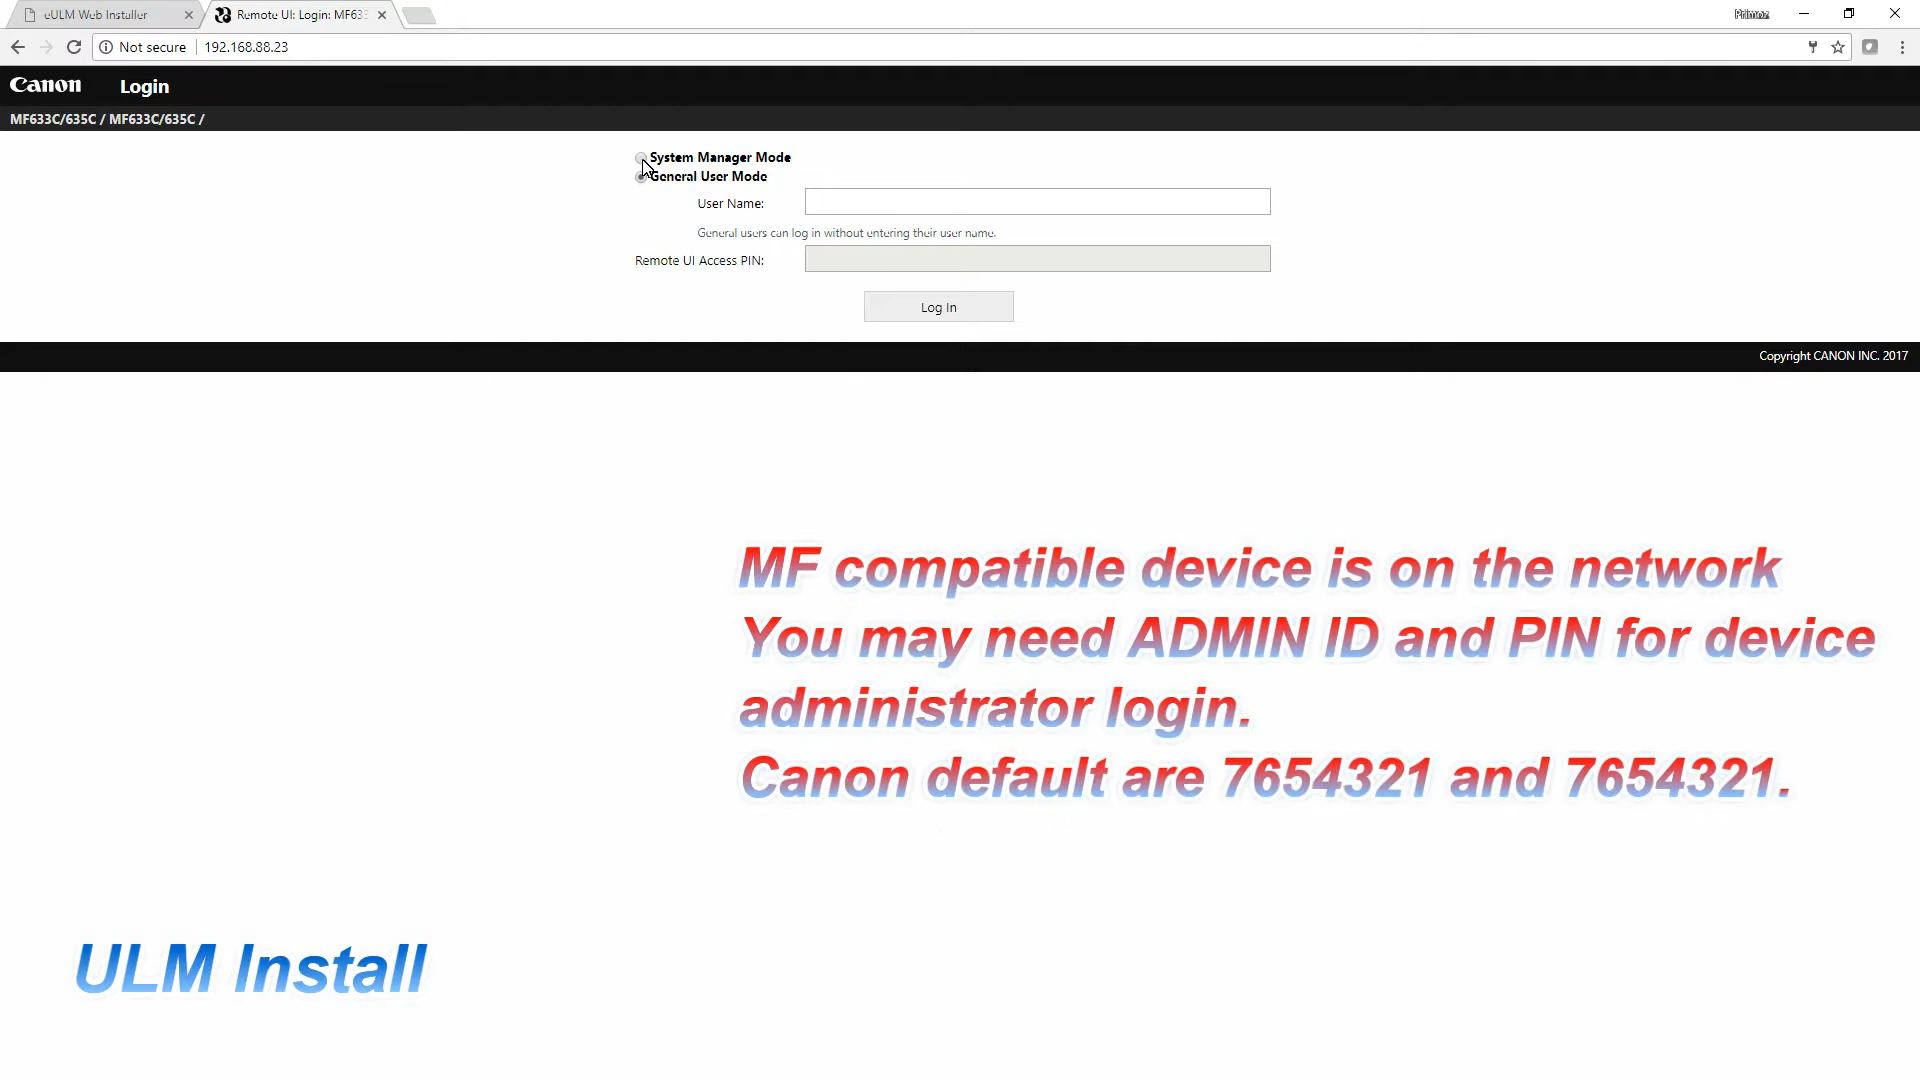 eULM Web Installer
Remote UI: Login: MF633
Primoz
Not secure
192.168.88.23
Canon
Login
MF633C/635C / MF633C/635C /
System Manager Mode
General User Mode
User Name:
General users can log in without entering their user name.
Remote UI Access PIN:
Log In
Copyright CANON INC. 2017
MF compatible device is on the network
You may need ADMIN ID and PIN for device
administrator login.
Canon default are 7654321 and 7654321.
ULM Install